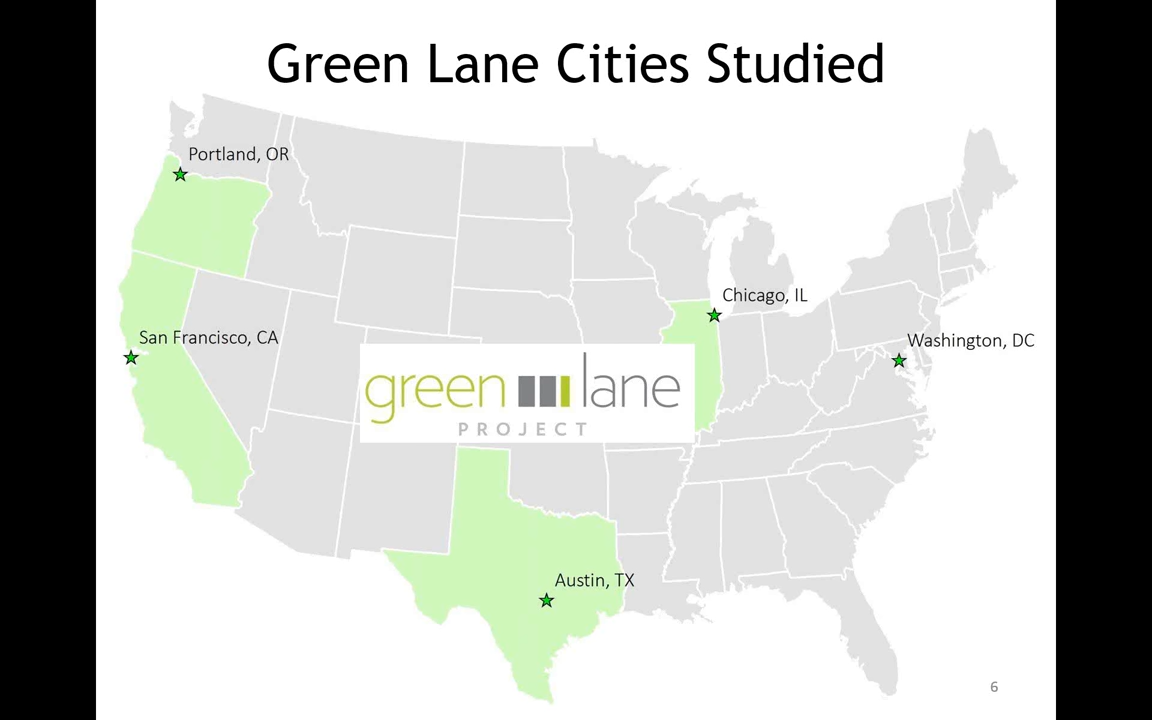 Green Lane Cities Studied
Portland, OR
Chicago, IL
San Francisco, CA
Washington, DC
green lane
PROJECT
Austin, TX
6